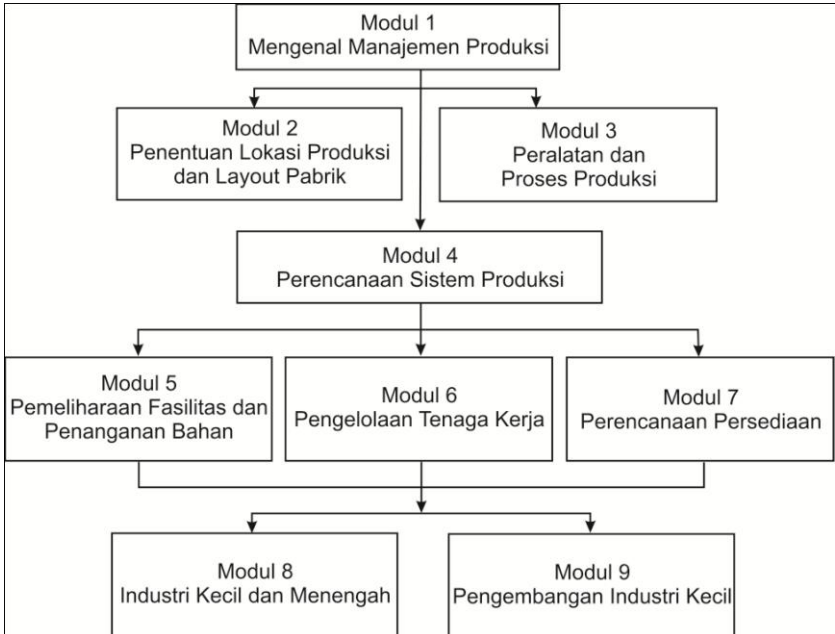 Modul 1
Mengenal Manajemen Produksi
Modul 2
Penentuan Lokasi Produksi
dan Layout Pabrik
Modul 3
Peralatan dan
Proses Produksi
Modul 4
Perencanaan Sistem Produksi
Modul 5
Pemeliharaan Fasilitas dan
Penanganan Bahan
Modul 6
Pengelolaan Tenaga Kerja
Modul 7
Perencanaan Persediaan
Modul 8
Industri Kecil dan Menengah
Modul 9
Pengembangan Industri Kecil